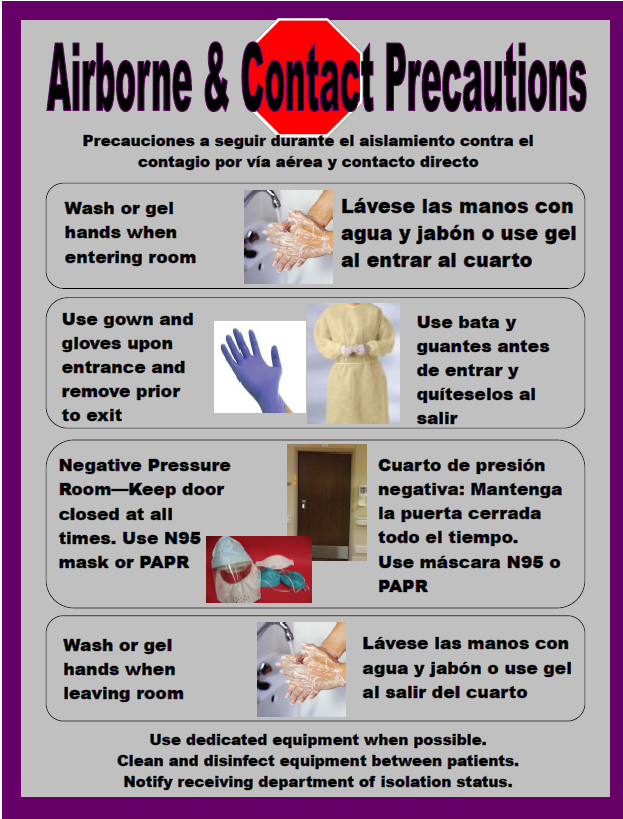 Airborne & Contact Precautions
Precauciones a seguir durante el aislamiento contra el
contagio por vía aérea y contacto directo
Wash or gel
hands when
entering room
Lávese las manos con
agua y jabón o use gel
al entrar al cuarto
Use gown and
gloves upon
entrance and
remove prior
to exit
Use bata y
guantes antes
de entrar y
quíteselos al
salir
Negative Pressure
Room—Keep door
closed at all
times. Use N95
mask or PAPR
Cuarto de presión
negativa: Mantenga
la puerta cerrada
todo el tiempo.
Use máscara N95 o
PAPR
Wash or gel
hands when
leaving room
Lávese las manos con
agua y jabón o use gel
al salir del cuarto
Use dedicated equipment when possible.
Clean and disinfect equipment between patients.
Notify receiving department of isolation status.